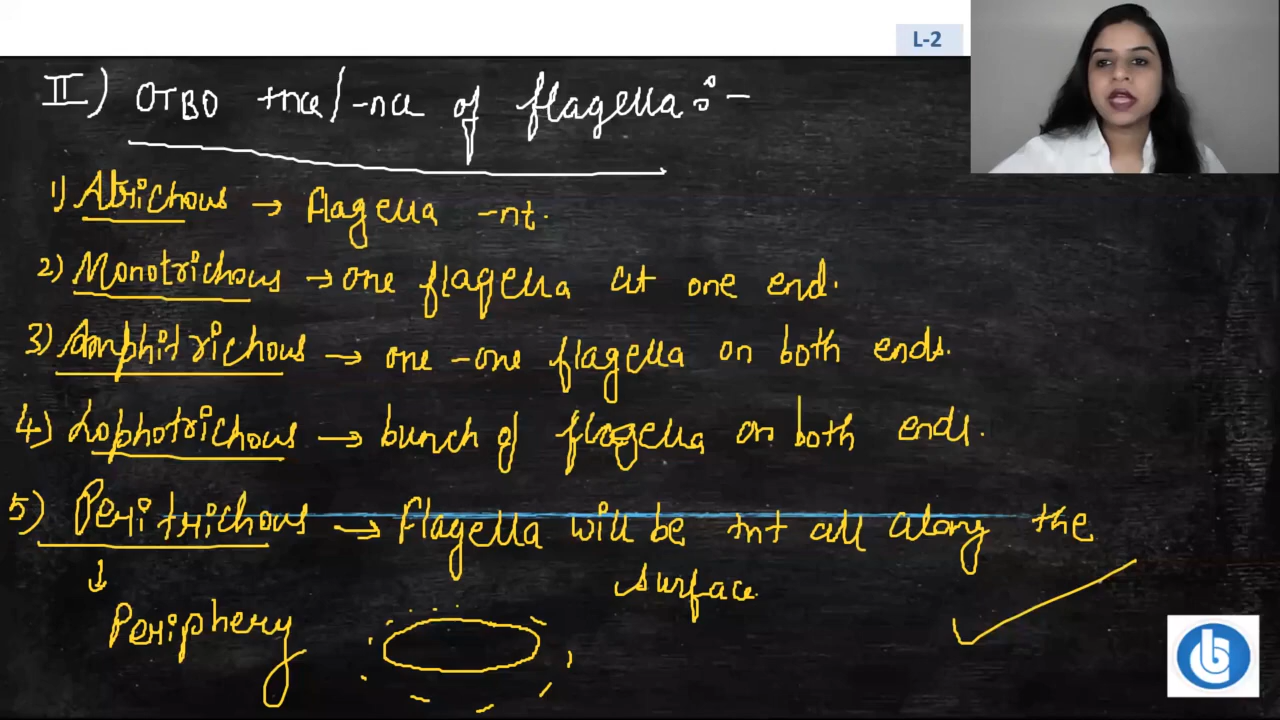 L-2
II) OTBO +nce/-nce of flagella :-
1) Atrichous → flagella -nt.
2) Monotrichous → one flagella at one end.
3) Amphitrichous → one-one flagella on both ends.
4) Lophotrichous → bunch of flagella on both ends.
5) Peritrichous → flagella will be +nt all along the
surface.
↓
Periphery